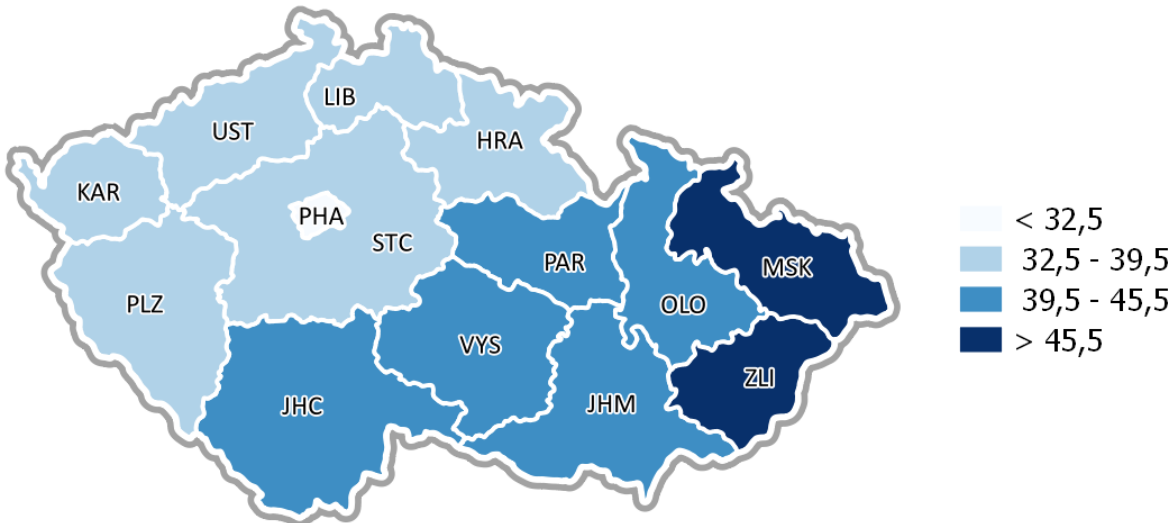 LIB
UST
HRA
KAR
PHA
STC
PLZ
PAR
MSK
OLO
VYS
ZLI
JHC
JHM
< 32,5
32,5 - 39,5
39,5 - 45,5
> 45,5